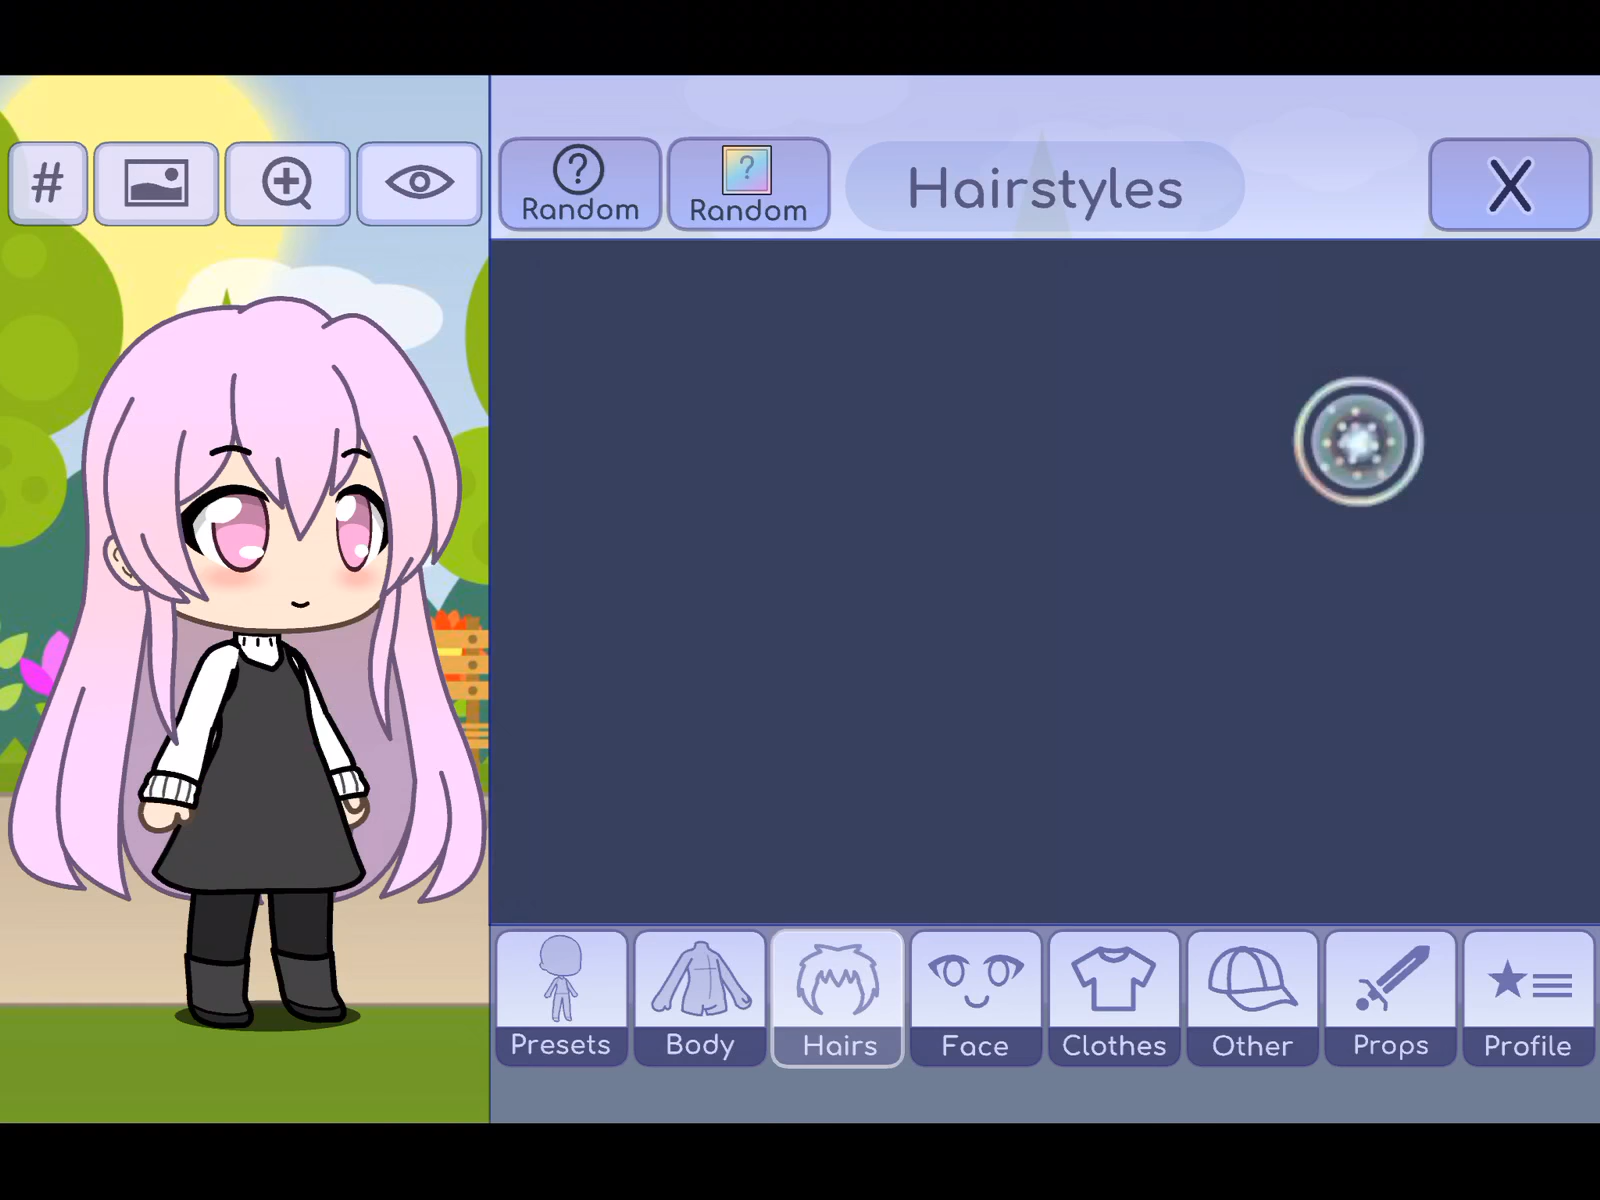 #
? Random
? Random
Hairstyles
X
Presets
Body
Hairs
Face
Clothes
Other
Props
Profile